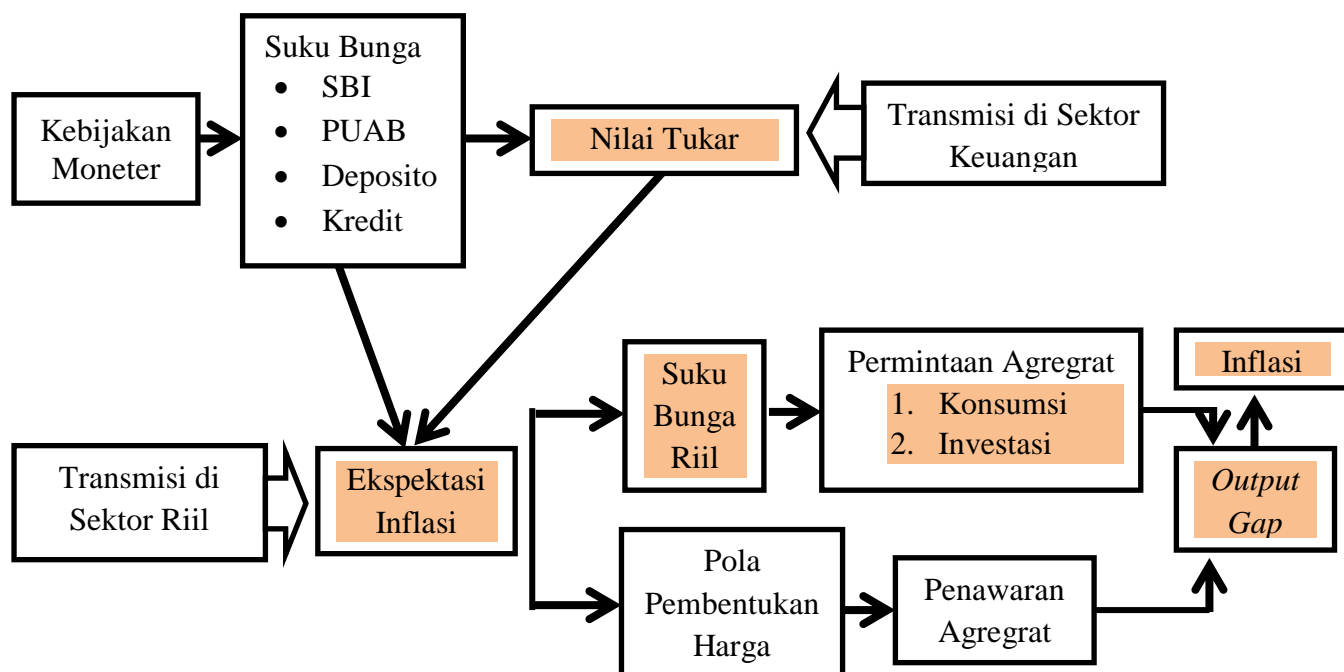 Kebijakan
Moneter
Suku Bunga
• SBI
• PUAB
• Deposito
• Kredit
Nilai Tukar
Transmisi di Sektor
Keuangan
Transmisi di
Sektor Riil
Ekspektasi
Inflasi
Suku
Bunga
Riil
Permintaan Agregrat
1. Konsumsi
2. Investasi
Inflasi
Output
Gap
Pola
Pembentukan
Harga
Penawaran
Agregrat